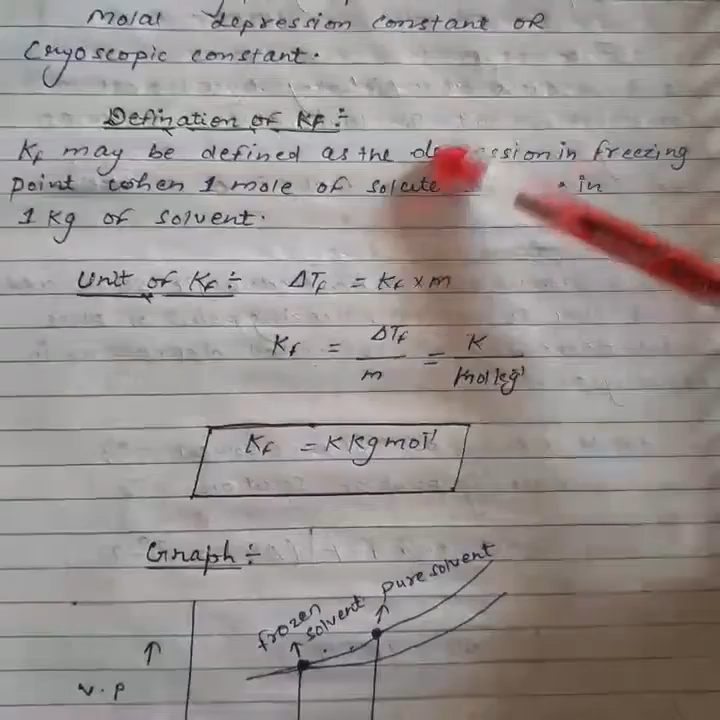 Molal depression constant OR
Cryoscopic constant.
Defination of Kf ÷
Kf may be defined as the in freezing
point when 1 mole of solute in
1 Kg of solvent.
Unit of Kf ÷ ΔTf = Kf × m
Kf = ΔTf / m = K / mol kg⁻¹
Kf = K Kg mol⁻¹
Graph ÷
pure solvent
frozen solvent
↑
V.P